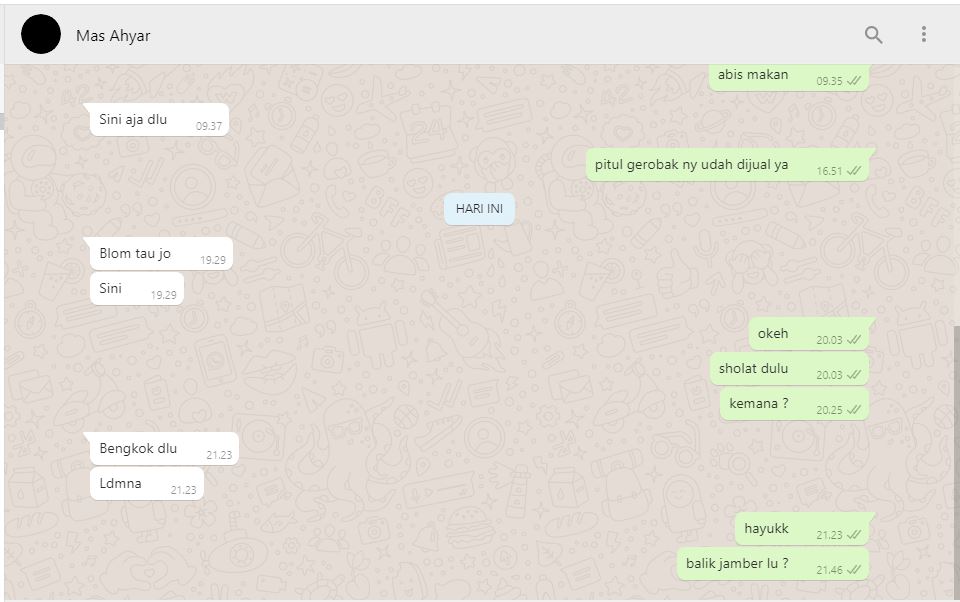 Mas Ahyar
abis makan 09.35
Sini aja dlu 09.37
pitul gerobak ny udah dijual ya 16.51
HARI INI
Blom tau jo 19.29
Sini 19.29
okeh 20.03
sholat dulu 20.03
kemana ? 20.25
Bengkok dlu 21.23
Ldmna 21.23
hayukk 21.23
balik jamber lu ? 21.46